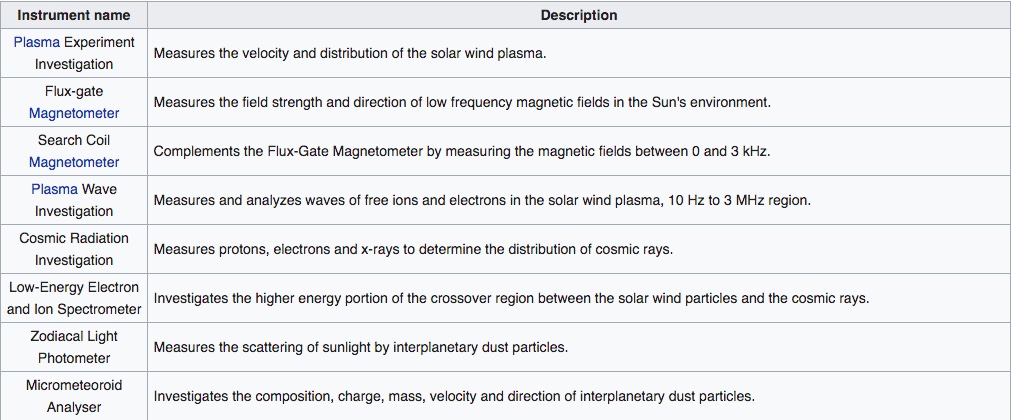 Instrument name Description
Plasma Experiment
Investigation
Measures the velocity and distribution of the solar wind plasma.
Flux-gate
Magnetometer
Measures the field strength and direction of low frequency magnetic fields in the Sun's environment.
Search Coil
Magnetometer
Complements the Flux-Gate Magnetometer by measuring the magnetic fields between 0 and 3 kHz.
Plasma Wave
Investigation
Measures and analyzes waves of free ions and electrons in the solar wind plasma, 10 Hz to 3 MHz region.
Cosmic Radiation
Investigation
Measures protons, electrons and x-rays to determine the distribution of cosmic rays.
Low-Energy Electron
and Ion Spectrometer
Investigates the higher energy portion of the crossover region between the solar wind particles and the cosmic rays.
Zodiacal Light
Photometer
Measures the scattering of sunlight by interplanetary dust particles.
Micrometeoroid
Analyser
Investigates the composition, charge, mass, velocity and direction of interplanetary dust particles.